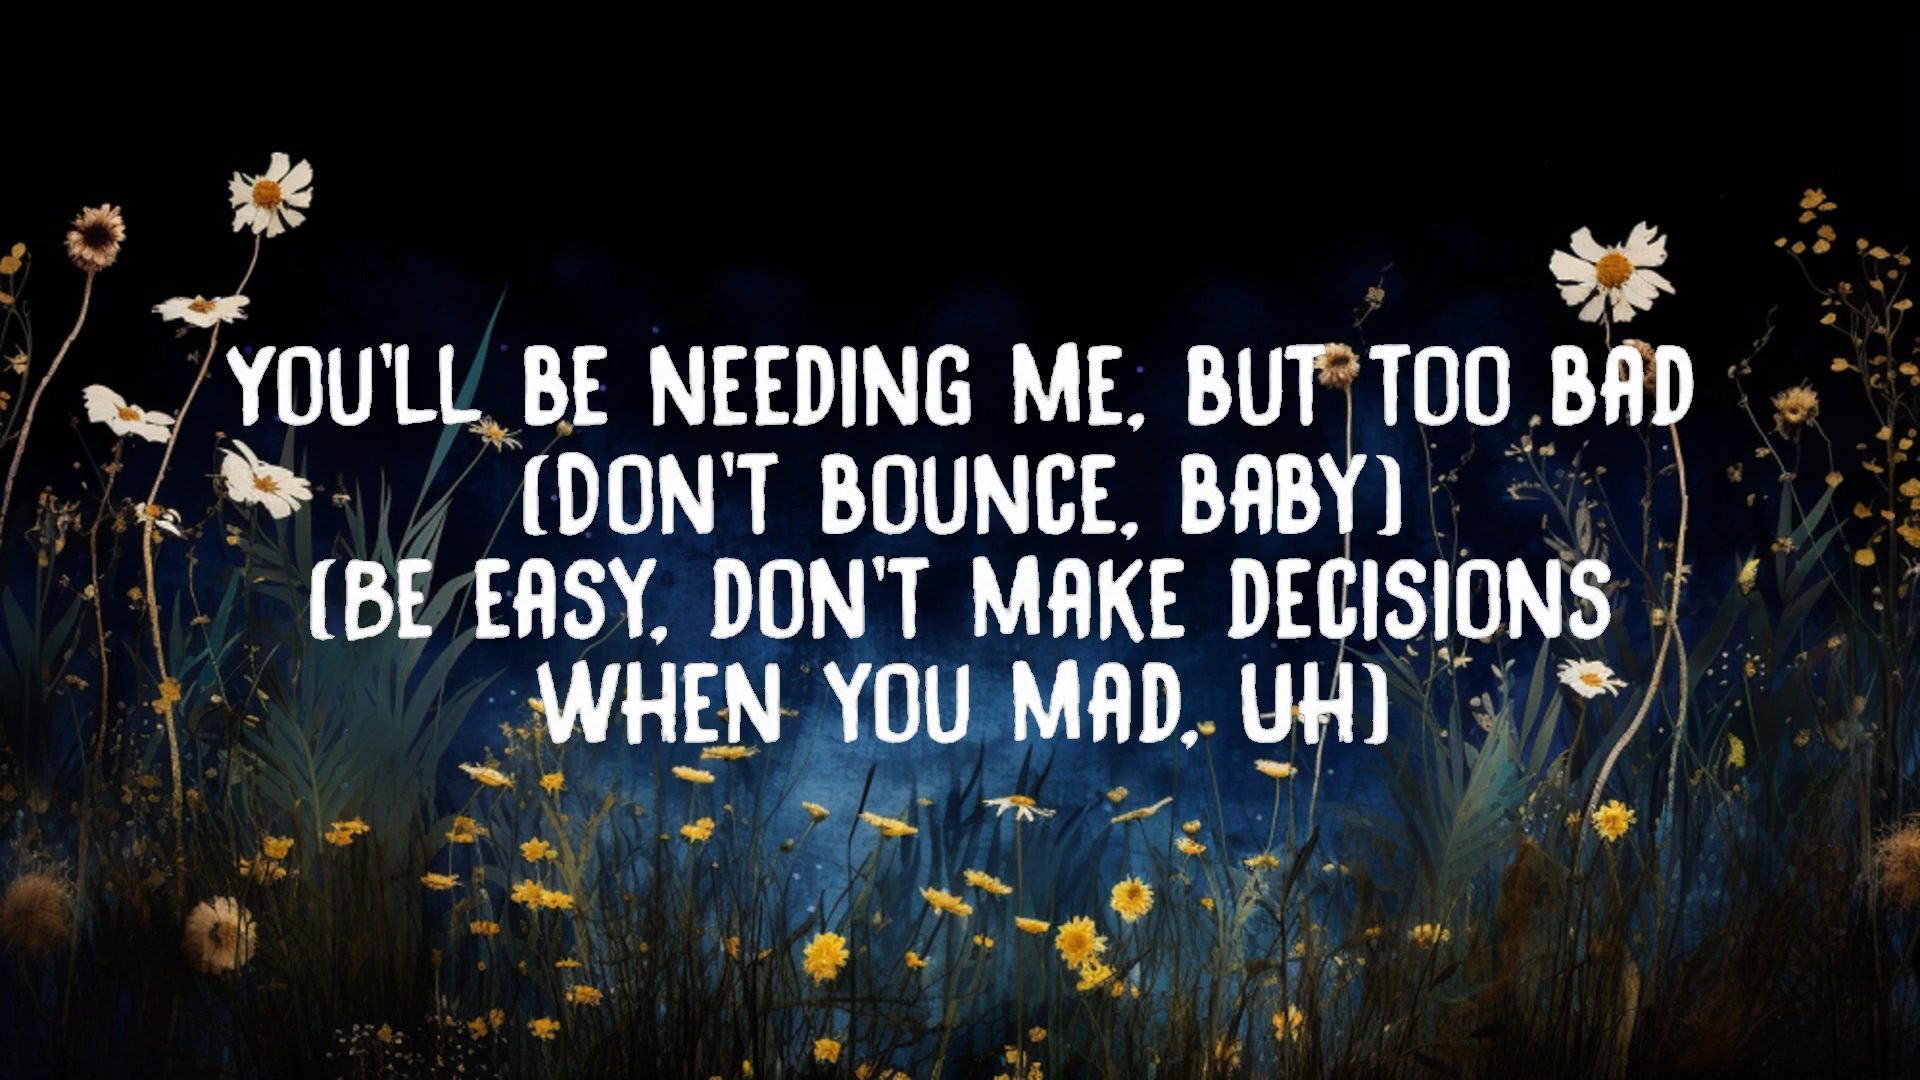 YOU'LL BE NEEDING ME, BUT TOO BAD
(DON'T BOUNCE, BABY)
(BE EASY, DON'T MAKE DECISIONS
WHEN YOU MAD, UH)